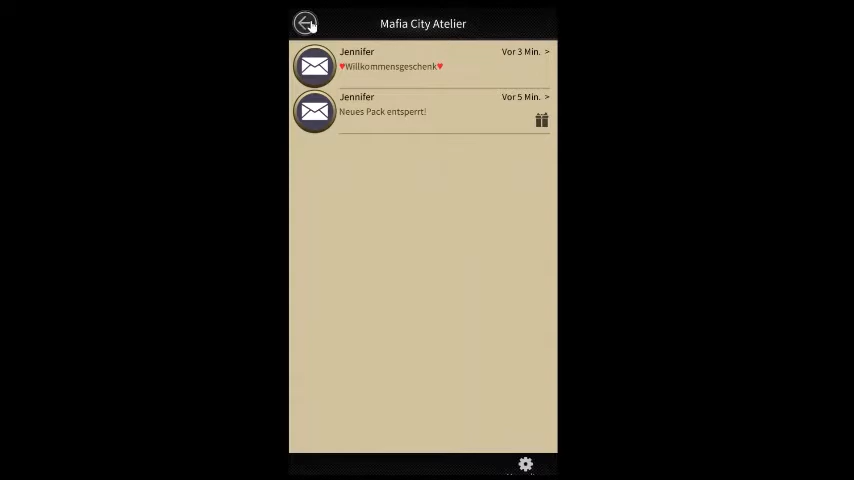 Mafia City Atelier
Jennifer
Vor 3 Min. >
♥Willkommensgeschenk♥
Jennifer
Vor 5 Min. >
Neues Pack entsperrt!